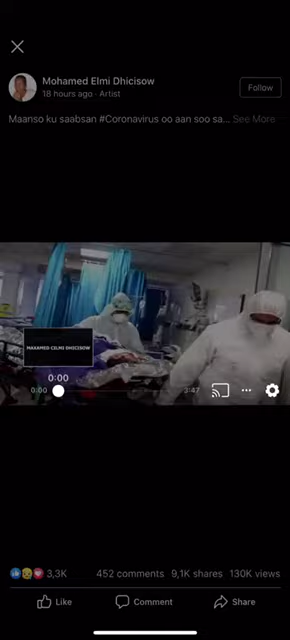 Mohamed Elmi Dhicisow
18 hours ago · Artist
Follow
Maanso ku saabsan #Coronavirus oo aan soo sa... See More
MAXAMED CILMI DHICISOW
0:00
0:00
3:47
3,3K
452 comments 9,1K shares 130K views
Like
Comment
Share